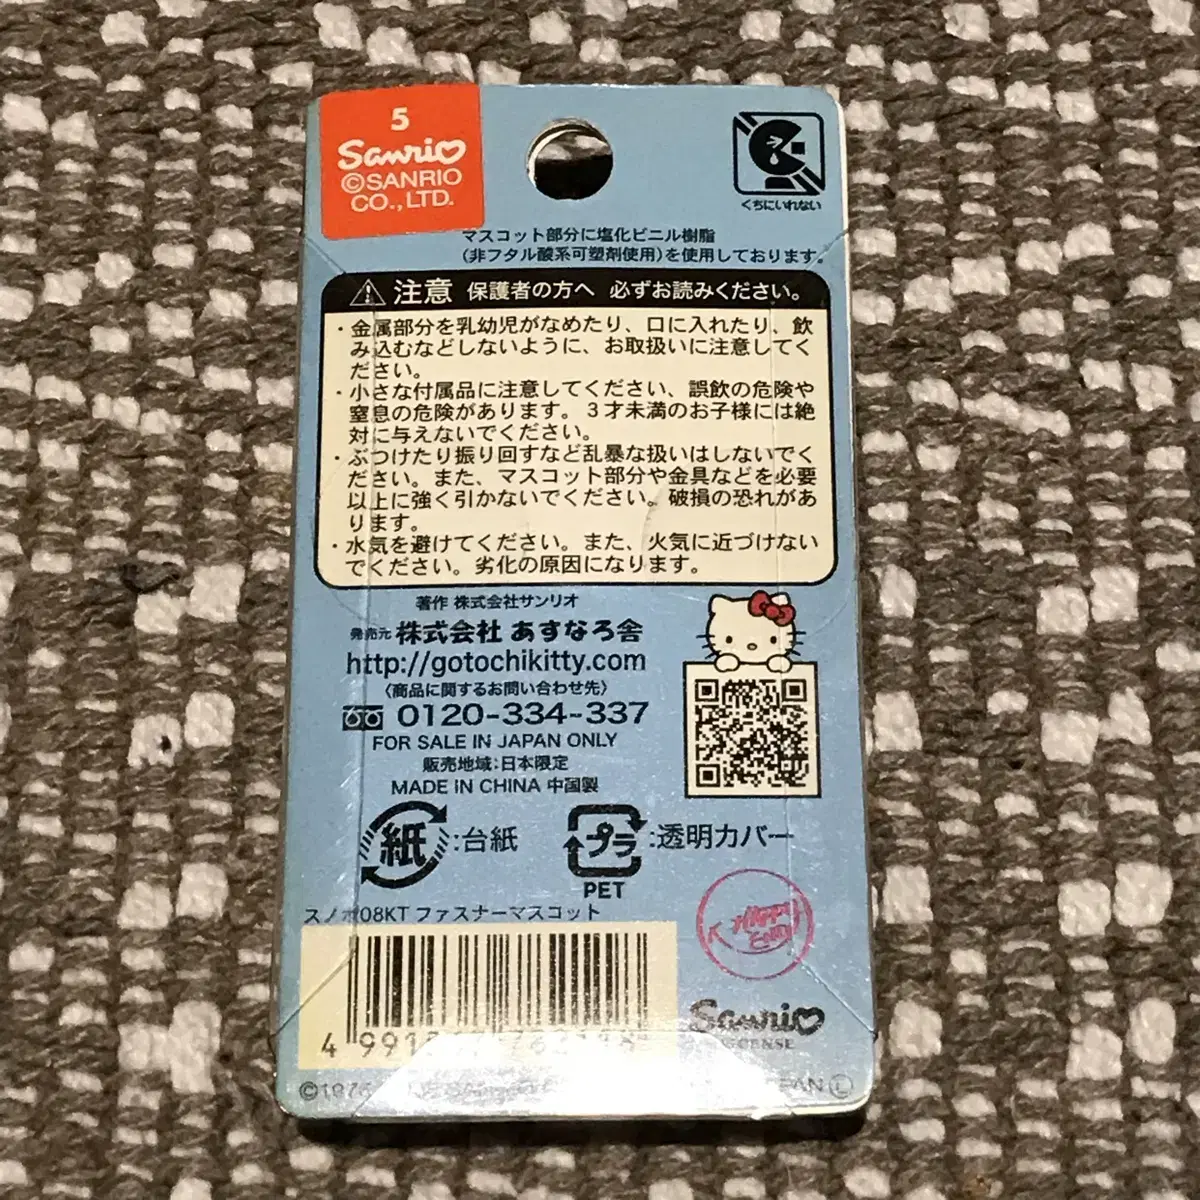 5
Sanrio
©SANRIO
CO.,LTD.
くちにいれない
マスコット部分に塩化ビニル樹脂
(非フタル酸系可塑剤使用)を使用しております。
注意 保護者の方へ 必ずお読みください。
・金属部分を乳幼児がなめたり、口に入れたり、飲
み込むなどしないように、お取扱いに注意してく
ださい。
・小さな付属品に注意してください、誤飲の危険や
窒息の危険があります。3才未満のお子様には絶
対に与えないでください。
・ぶつけたり振り回すなど乱暴な扱いはしないでく
ださい。また、マスコット部分や金具などを必要
以上に強く引かないでください。破損の恐れがあ
ります。
・水気を避けてください。また、火気に近づけない
でください。劣化の原因になります。
著作 株式会社サンリオ
発売元 株式会社 あすなろ舎
http://gotochikitty.com
〈商品に関するお問い合わせ先〉
0120-334-337
FOR SALE IN JAPAN ONLY
販売地域:日本限定
MADE IN CHINA 中国製
紙:台紙
プラ:透明カバー
PET
スノボ08KT ファスナーマスコット
Sanrio